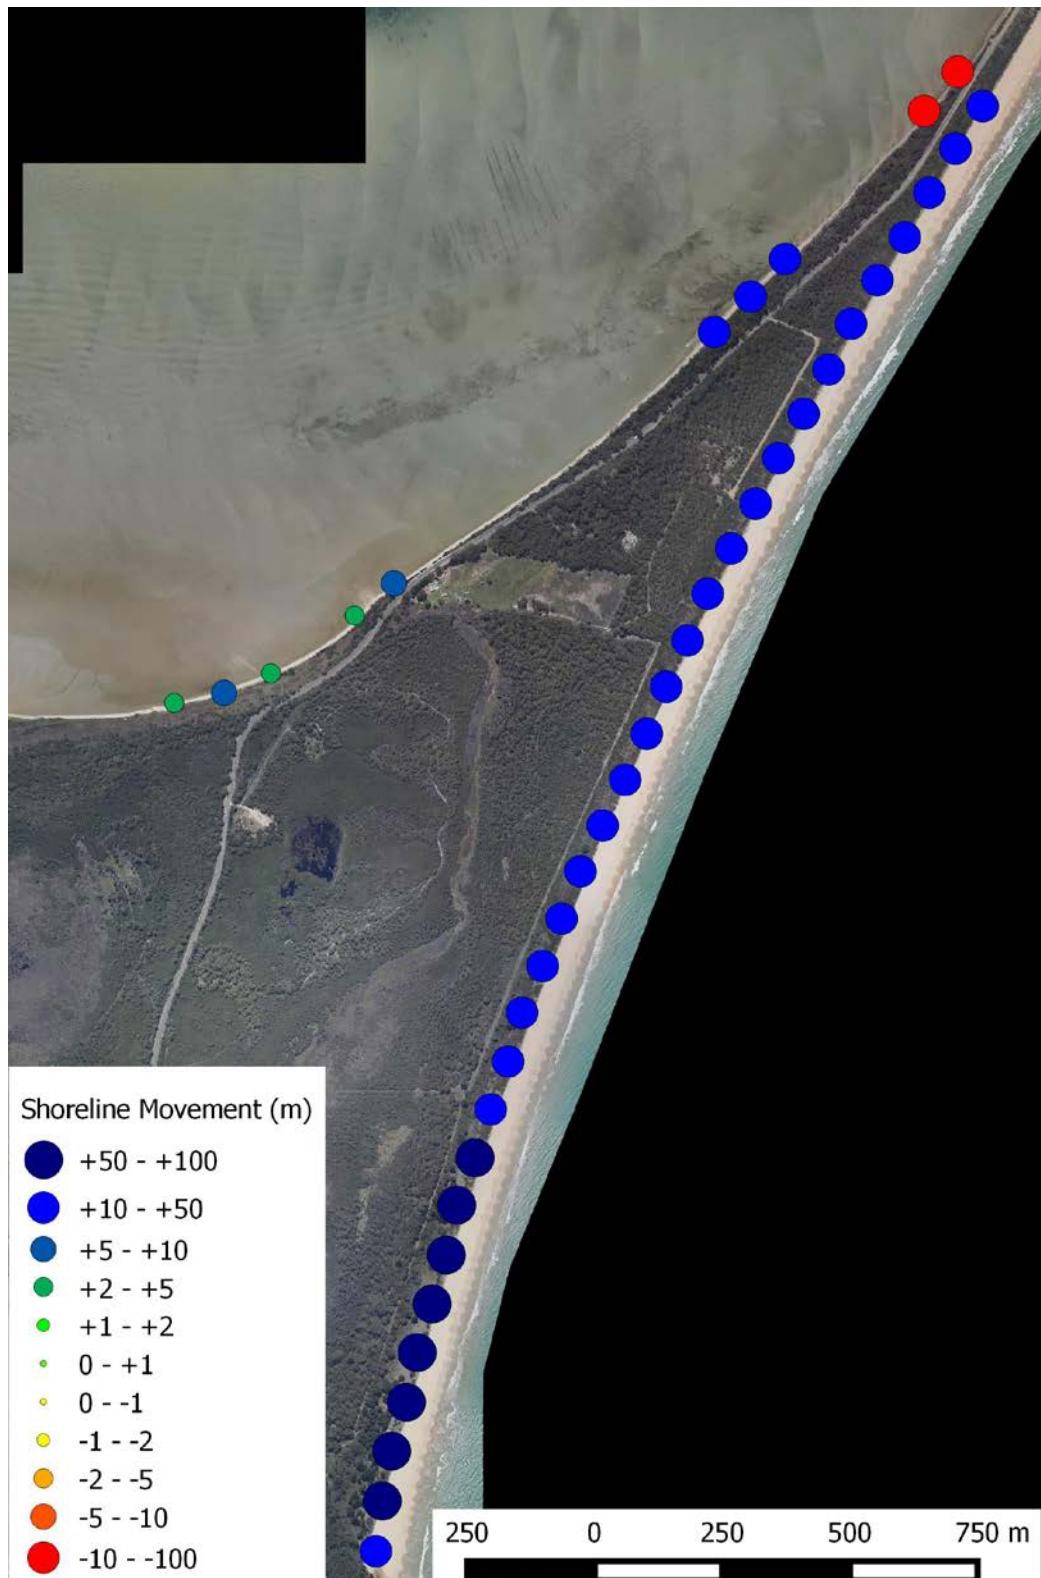 Shoreline Movement (m)
+50 - +100
+10 - +50
+5 - +10
+2 - +5
+1 - +2
0 - +1
0 - -1
-1 - -2
-2 - -5
-5 - -10
-10 - -100
250 0 250 500 750 m